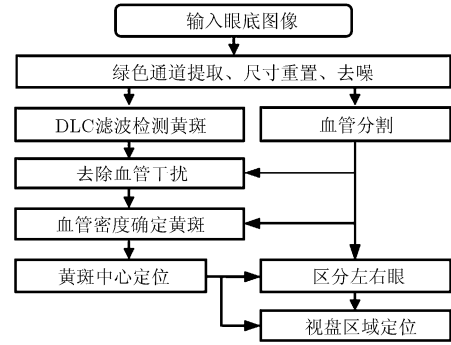 输入眼底图像
绿色通道提取、尺寸重置、去噪
DLC滤波检测黄斑
血管分割
去除血管干扰
血管密度确定黄斑
黄斑中心定位
区分左右眼
视盘区域定位